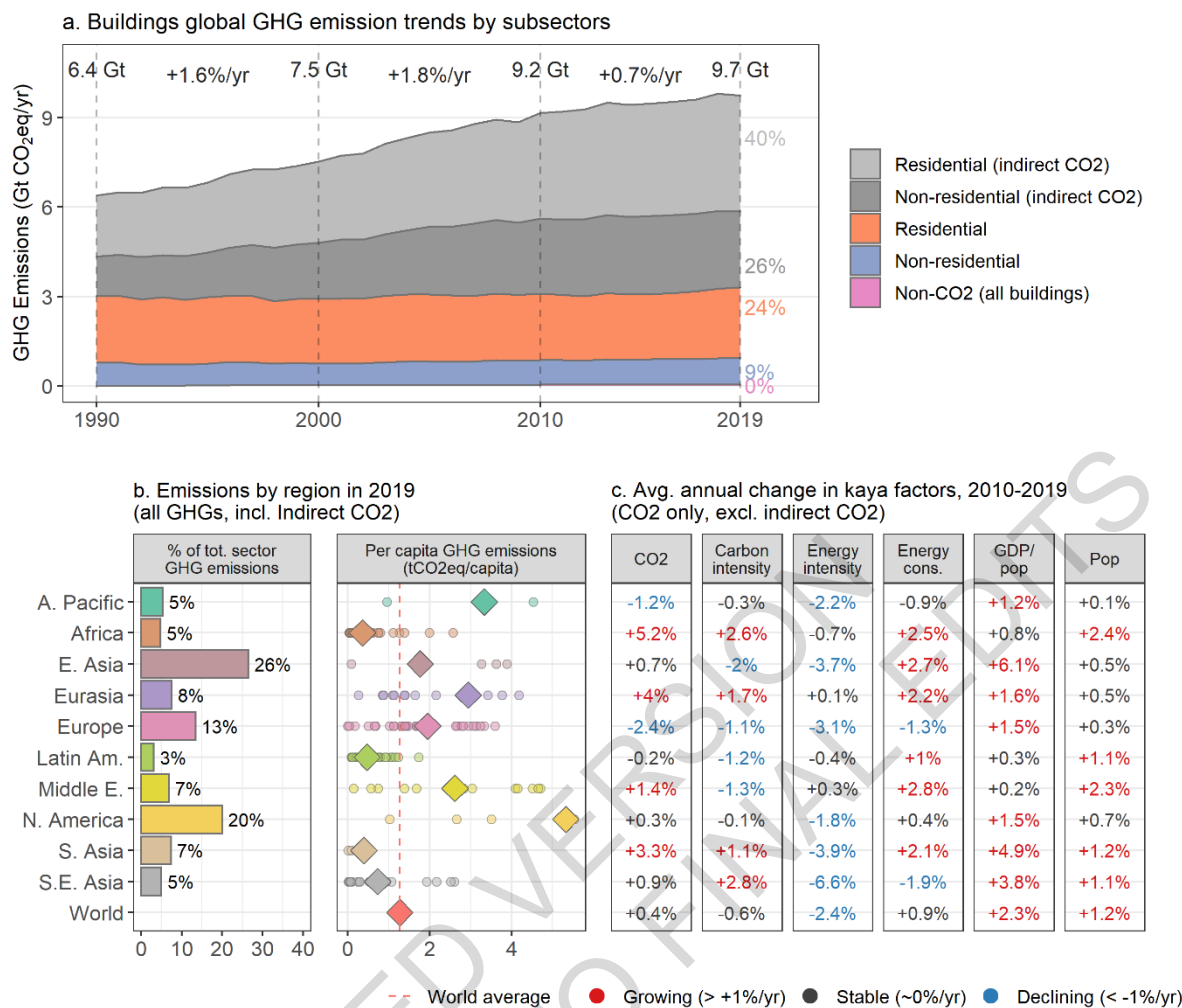 a. Buildings global GHG emission trends by subsectors
6.4 Gt +1.6%/yr 7.5 Gt +1.8%/yr 9.2 Gt +0.7%/yr 9.7 Gt
GHG Emissions (Gt CO2eq/yr)
9
6
3
0
40%
26%
24%
9%
0%
1990 2000 2010 2019
Residential (indirect CO2)
Non-residential (indirect CO2)
Residential
Non-residential
Non-CO2 (all buildings)
b. Emissions by region in 2019
(all GHGs, incl. Indirect CO2)
% of tot. sector
GHG emissions
Per capita GHG emissions
(tCO2eq/capita)
c. Avg. annual change in kaya factors, 2010-2019
(CO2 only, excl. indirect CO2)
CO2 Carbon intensity Energy intensity Energy cons. GDP/ pop Pop
A. Pacific 5% -1.2% -0.3% -2.2% -0.9% +1.2% +0.1%
Africa 5% +5.2% +2.6% -0.7% +2.5% +0.8% +2.4%
E. Asia 26% +0.7% -2% -3.7% +2.7% +6.1% +0.5%
Eurasia 8% +4% +1.7% +0.1% +2.2% +1.6% +0.5%
Europe 13% -2.4% -1.1% -3.1% -1.3% +1.5% +0.3%
Latin Am. 3% -0.2% -1.2% -0.4% +1% +0.3% +1.1%
Middle E. 7% +1.4% -1.3% +0.3% +2.8% +0.2% +2.3%
N. America 20% +0.3% -0.1% -1.8% +0.4% +1.5% +0.7%
S. Asia 7% +3.3% +1.1% -3.9% +2.1% +4.9% +1.2%
S.E. Asia 5% +0.9% +2.8% -6.6% -1.9% +3.8% +1.1%
World +0.4% -0.6% -2.4% +0.9% +2.3% +1.2%
0 10 20 30 40
0 2 4
World average
Growing (> +1%/yr)
Stable (~0%/yr)
Declining (< -1%/yr)
VERSION
O FINAL EDITS